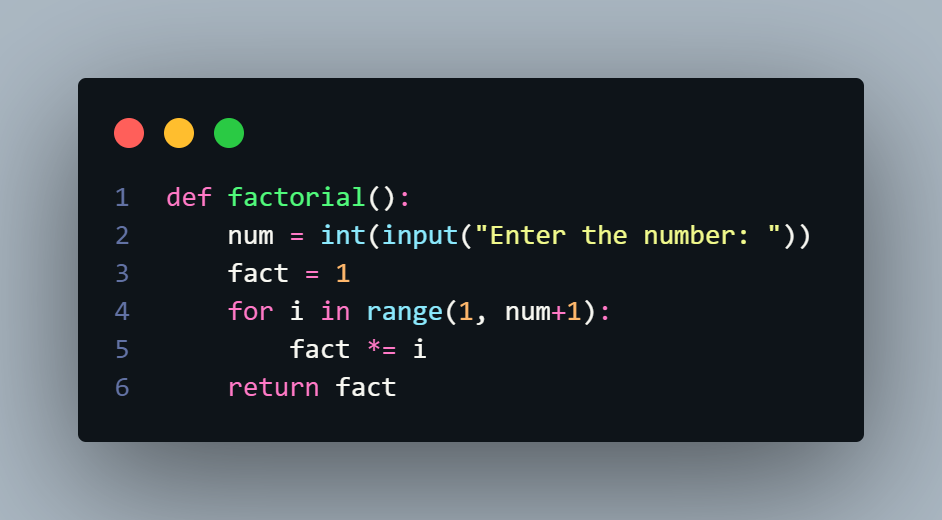 1 def factorial():
2     num = int(input("Enter the number: "))
3     fact = 1
4     for i in range(1, num+1):
5         fact *= i
6     return fact